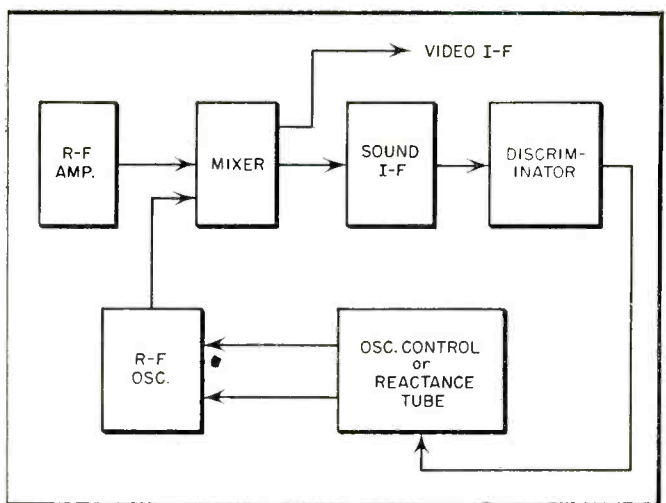 VIDEO I-F
R-F
AMP.
MIXER
SOUND
I-F
DISCRIM-
INATOR
R-F
OSC.
OSC. CONTROL
or
REACTANCE
TUBE